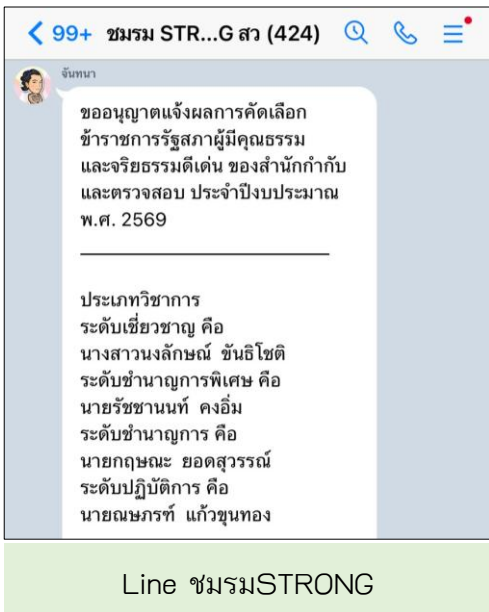 99+ ชมรม STR...G สว (424)
จันทนา
ขออนุญาตแจ้งผลการคัดเลือก
ข้าราชการรัฐสภาผู้มีคุณธรรม
และจริยธรรมดีเด่น ของสำนักกำกับ
และตรวจสอบ ประจำปีงบประมาณ
พ.ศ. 2569
ประเภทวิชาการ
ระดับเชี่ยวชาญ คือ
นางสาวนงลักษณ์ ขันธิโชติ
ระดับชำนาญการพิเศษ คือ
นายรัชชานนท์ คงอิ่ม
ระดับชำนาญการ คือ
นายกฤษณะ ยอดสุวรรณ์
ระดับปฏิบัติการ คือ
นายณษภรฑ์ แก้วขุนทอง
Line ชมรมSTRONG